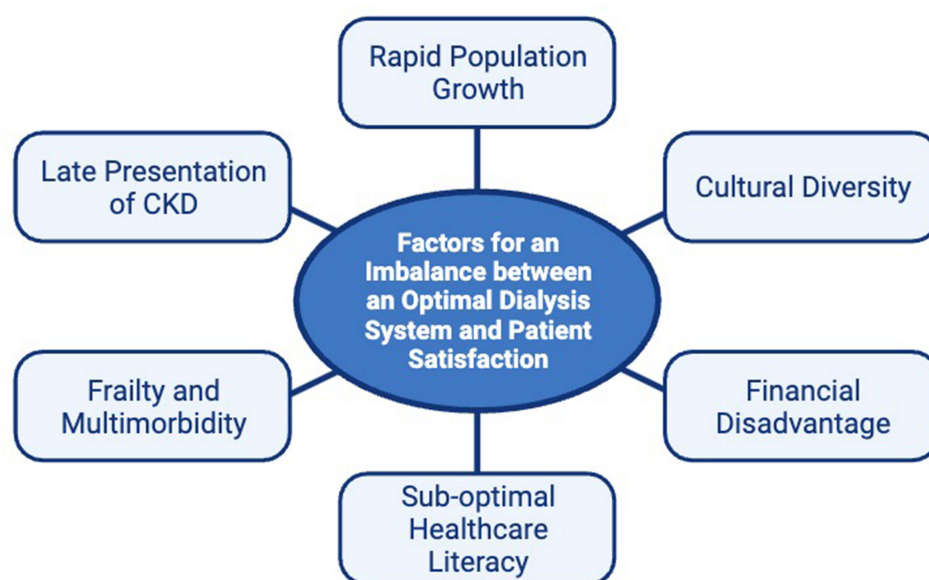 Rapid Population
Growth
Late Presentation
of CKD
Cultural Diversity
Factors for an
Imbalance between
an Optimal Dialysis
System and Patient
Satisfaction
Frailty and
Multimorbidity
Financial
Disadvantage
Sub-optimal
Healthcare
Literacy